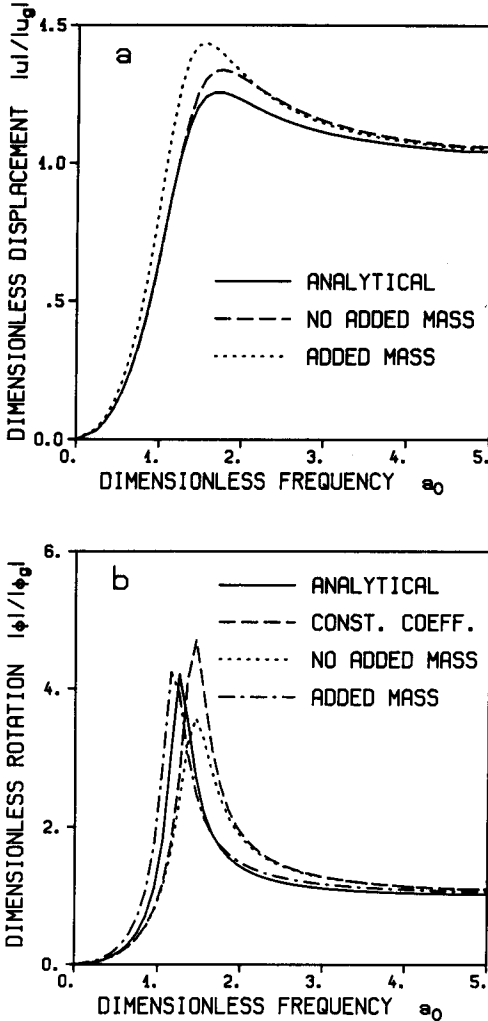 DIMENSIONLESS DISPLACEMENT |u|/|ug|
1.5
1.0
.5
0.0
a
ANALYTICAL
NO ADDED MASS
ADDED MASS
0. 1. 2. 3. 4. 5.
DIMENSIONLESS FREQUENCY a0
DIMENSIONLESS ROTATION |ϕ|/|ϕg|
6.
4.
2.
0.
b
ANALYTICAL
CONST. COEFF.
NO ADDED MASS
ADDED MASS
0. 1. 2. 3. 4. 5.
DIMENSIONLESS FREQUENCY a0